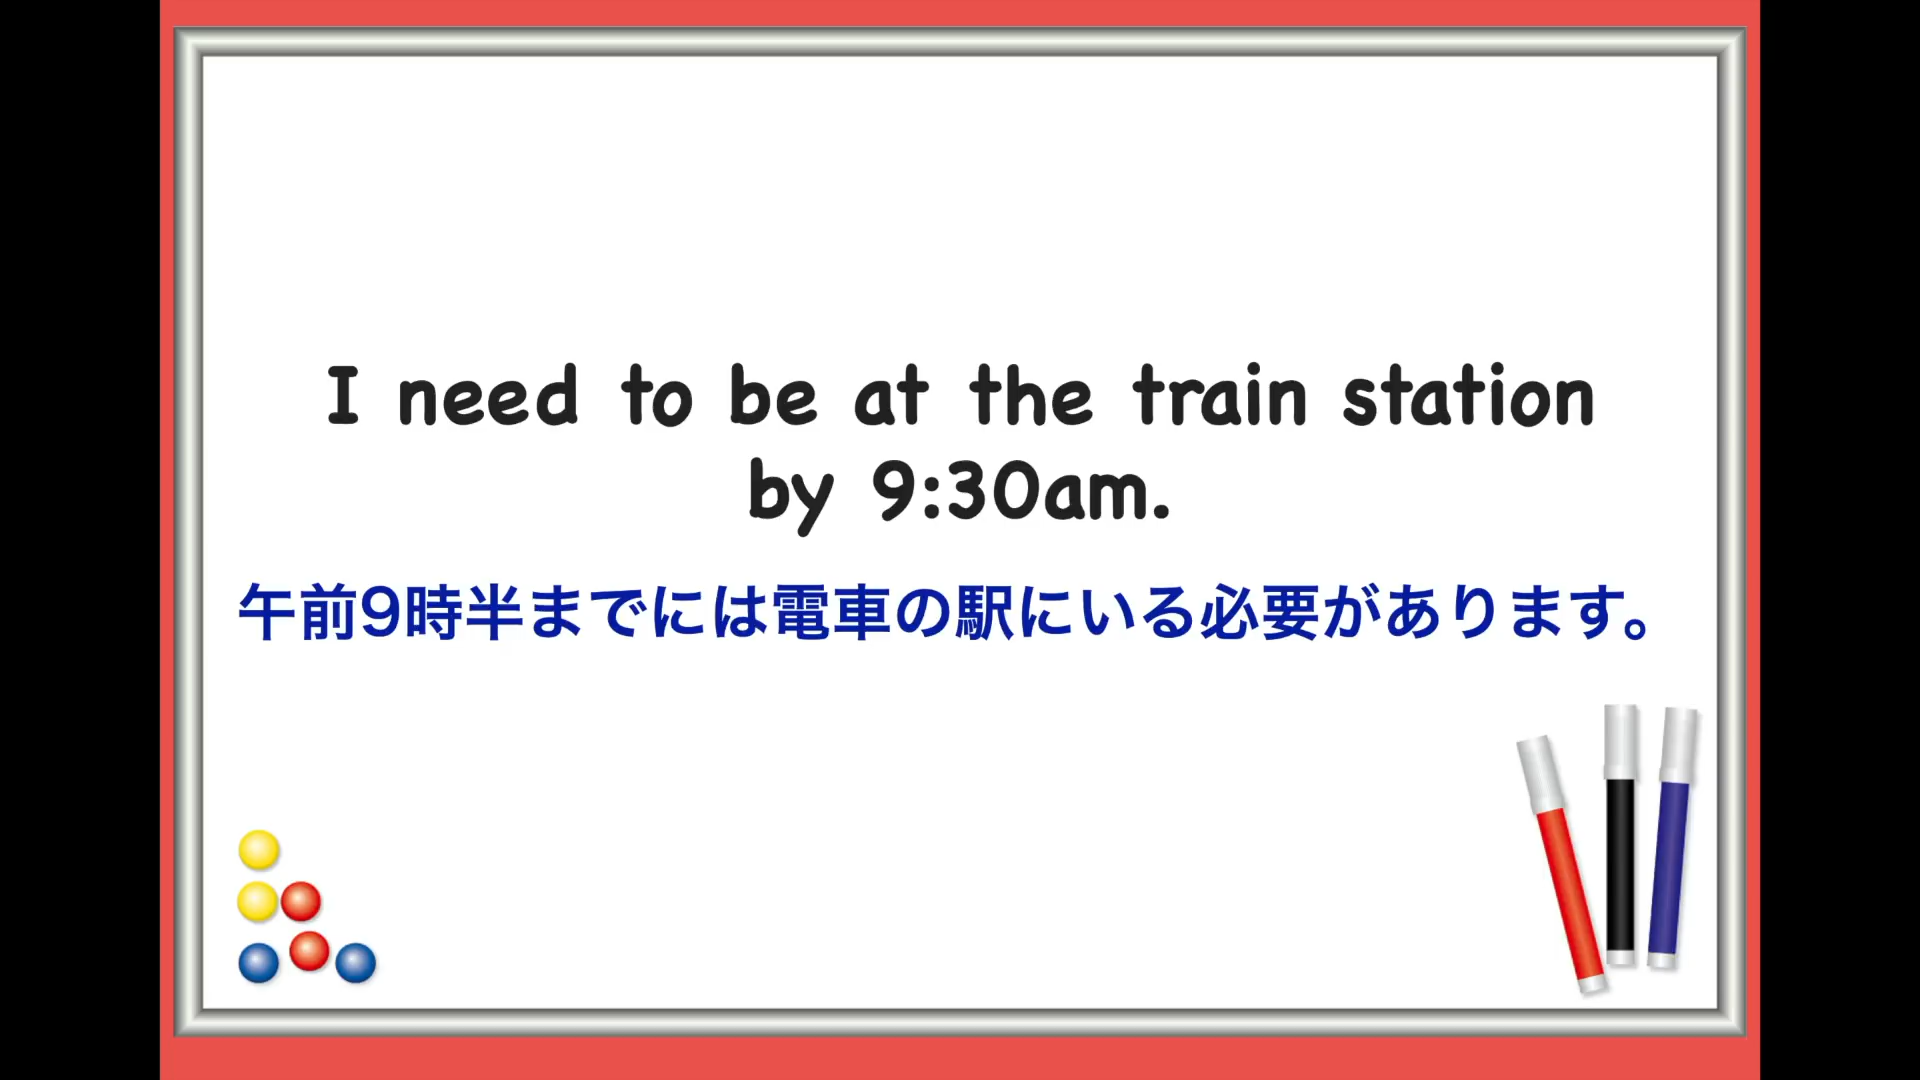 I need to be at the train station
by 9:30am.
午前9時半までには電車の駅にいる必要があります。